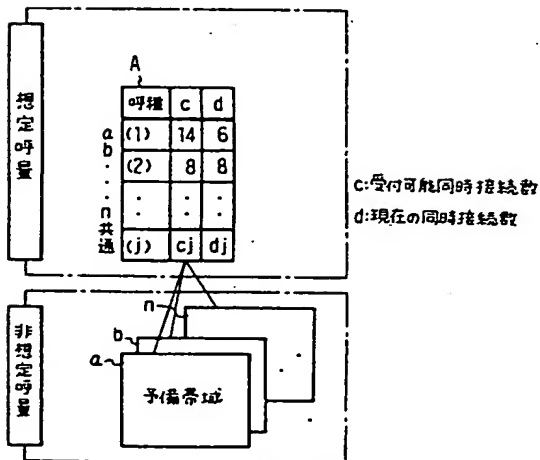 想定呼量
A
呼種 c d
a b ・・・ n 共通
(1) 14 6
(2) 8 8
: : :
(j) cj dj
c:受付可能同時接続数
d:現在の同時接続数
非想定呼量
n
b
a
予備帯域